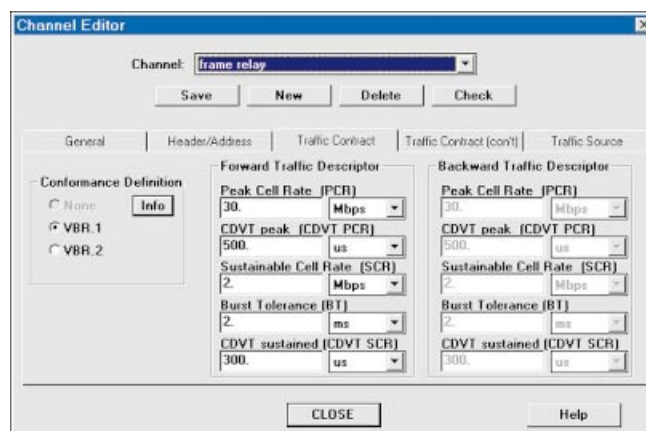 Channel Editor
Channel: frame relay
Save New Delete Check
General Header/Address Traffic Contract Traffic Contract (con't) Traffic Source
Conformance Definition
None Info
VBR.1
VBR.2
Forward Traffic Descriptor
Peak Cell Rate (PCR)
30. Mbps
CDVT peak (CDVT PCR)
500. us
Sustainable Cell Rate (SCR)
2. Mbps
Burst Tolerance (BT)
2. ms
CDVT sustained (CDVT SCR)
300. us
Backward Traffic Descriptor
Peak Cell Rate (PCR)
30. Mbps
CDVT peak (CDVT PCR)
500. us
Sustainable Cell Rate (SCR)
2. Mbps
Burst Tolerance (BT)
2. ms
CDVT sustained (CDVT SCR)
300. us
CLOSE Help